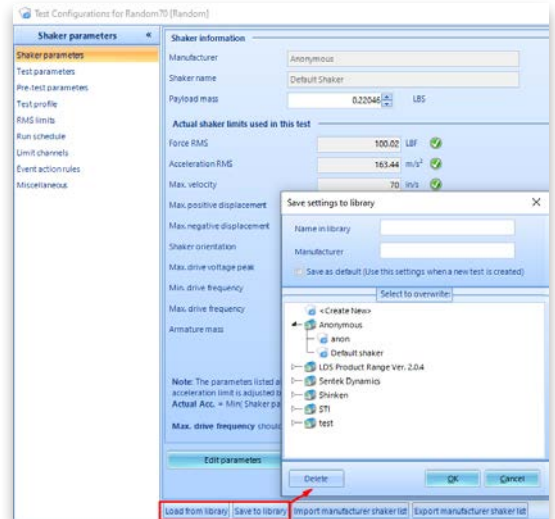 Test Configurations for Random70 [Random]
Shaker parameters «
Shaker parameters
Test parameters
Pre-test parameters
Test profile
RMS limits
Run schedule
Limit channels
Event action rules
Miscellaneous
Shaker information
Manufacturer Anonymous
Shaker name Default Shaker
Payload mass 0.22046 LBS
Actual shaker limits used in this test
Force RMS 100.02 LBF
Acceleration RMS 163.44 m/s²
Max. velocity 70 in/s
Max. positive displacement
Max. negative displacement
Shaker orientation
Max. drive voltage peak
Min. drive frequency
Max. drive frequency
Armature mass
Note: The parameters listed a
acceleration limit is adjusted b
Actual Acc. = Min( Shaker pa
Max. drive frequency should
Edit parameters
Load from library Save to library Import manufacturer shaker list Export manufacturer shaker list
Save settings to library X
Name in library
Manufacturer
Save as default (Use this settings when a new test is created)
Select to overwrite:
<Create New>
Anonymous
anon
Default shaker
LDS Product Range Ver. 2.0.4
Sentek Dynamics
Shinken
STI
test
Delete OK Cancel